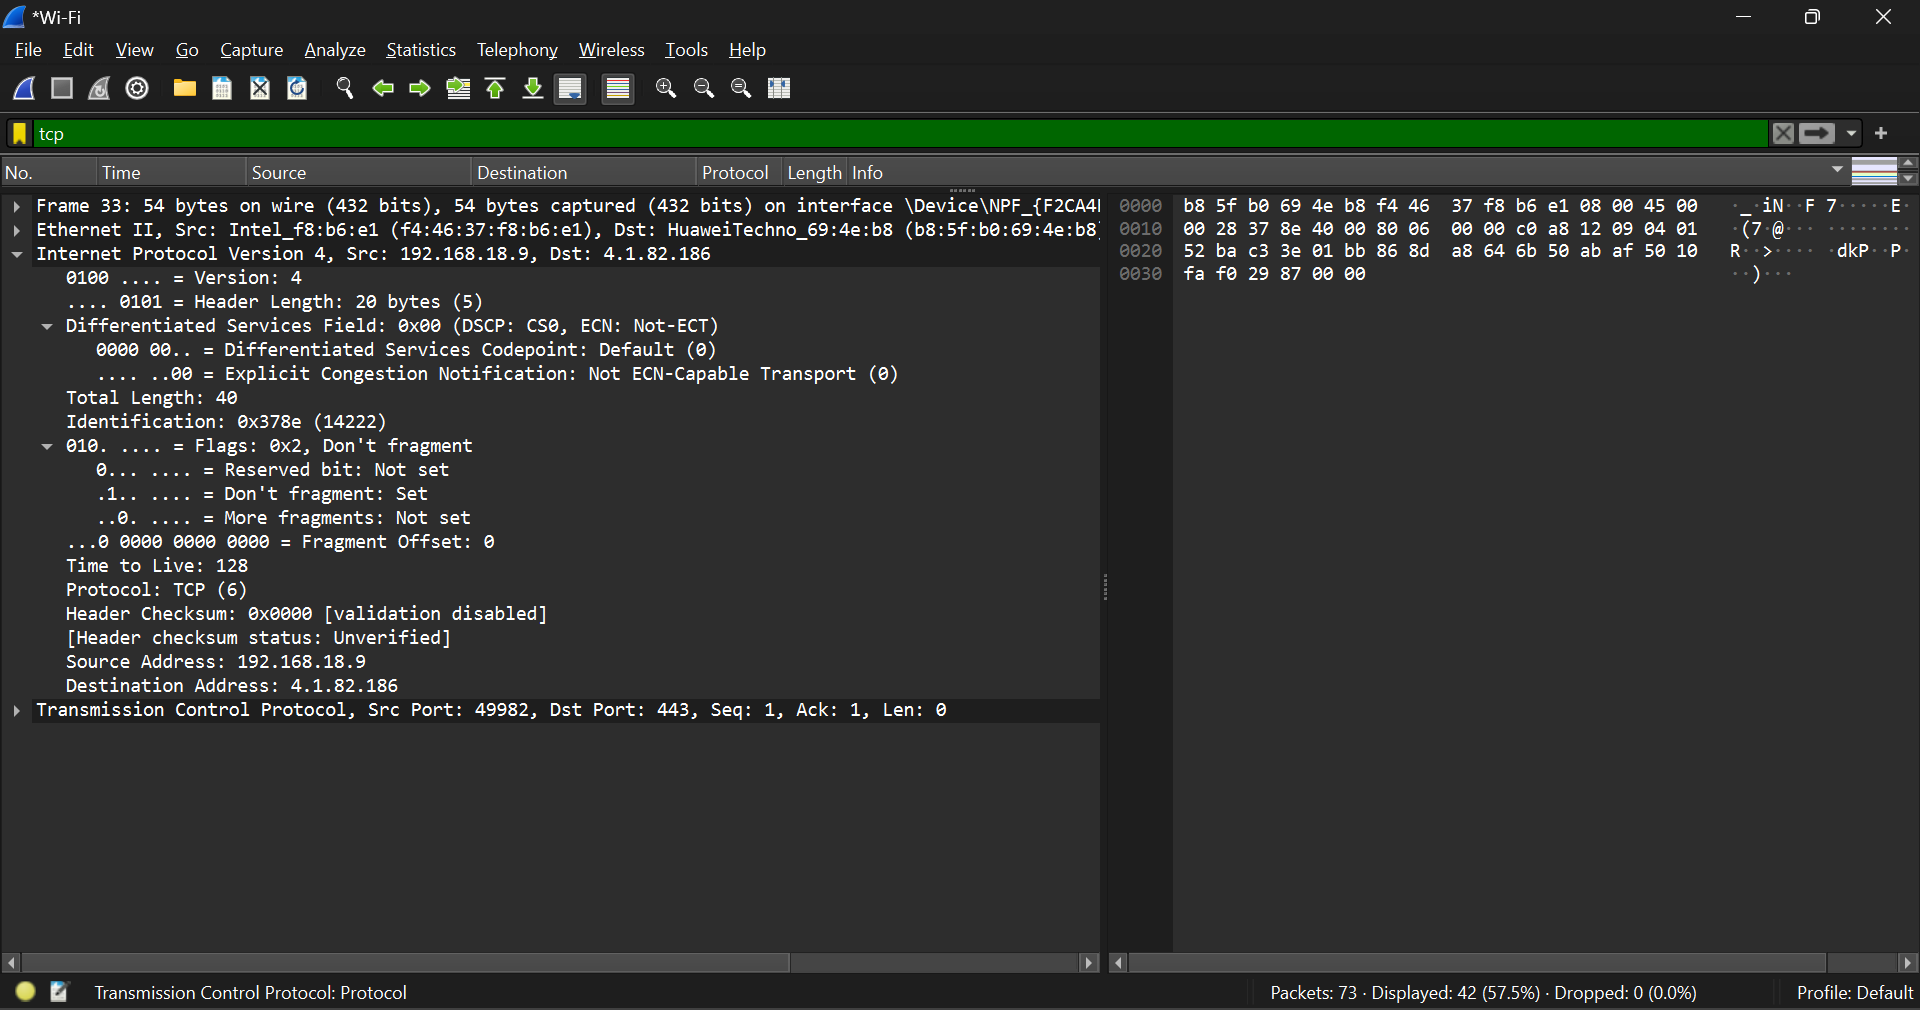 *Wi-Fi
File Edit View Go Capture Analyze Statistics Telephony Wireless Tools Help
tcp
No. Time Source Destination Protocol Length Info
Frame 33: 54 bytes on wire (432 bits), 54 bytes captured (432 bits) on interface \Device\NPF_{F2CA4
Ethernet II, Src: Intel_f8:b6:e1 (f4:46:37:f8:b6:e1), Dst: HuaweiTechno_69:4e:b8 (b8:5f:b0:69:4e:b8
Internet Protocol Version 4, Src: 192.168.18.9, Dst: 4.1.82.186
0100 .... = Version: 4
.... 0101 = Header Length: 20 bytes (5)
Differentiated Services Field: 0x00 (DSCP: CS0, ECN: Not-ECT)
0000 00.. = Differentiated Services Codepoint: Default (0)
.... ..00 = Explicit Congestion Notification: Not ECN-Capable Transport (0)
Total Length: 40
Identification: 0x378e (14222)
010. .... = Flags: 0x2, Don't fragment
0... .... = Reserved bit: Not set
.1.. .... = Don't fragment: Set
..0. .... = More fragments: Not set
...0 0000 0000 0000 = Fragment Offset: 0
Time to Live: 128
Protocol: TCP (6)
Header Checksum: 0x0000 [validation disabled]
[Header checksum status: Unverified]
Source Address: 192.168.18.9
Destination Address: 4.1.82.186
Transmission Control Protocol, Src Port: 49982, Dst Port: 443, Seq: 1, Ack: 1, Len: 0
0000 b8 5f b0 69 4e b8 f4 46 37 f8 b6 e1 08 00 45 00 ·_·iN··F 7·····E·
0010 00 28 37 8e 40 00 80 06 00 00 c0 a8 12 09 04 01 ·(7·@··· ········
0020 52 ba c3 3e 01 bb 86 8d a8 64 6b 50 ab af 50 10 R··>···· ·dkP··P·
0030 fa f0 29 87 00 00 ··)···
Transmission Control Protocol: Protocol
Packets: 73 · Displayed: 42 (57.5%) · Dropped: 0 (0.0%)
Profile: Default